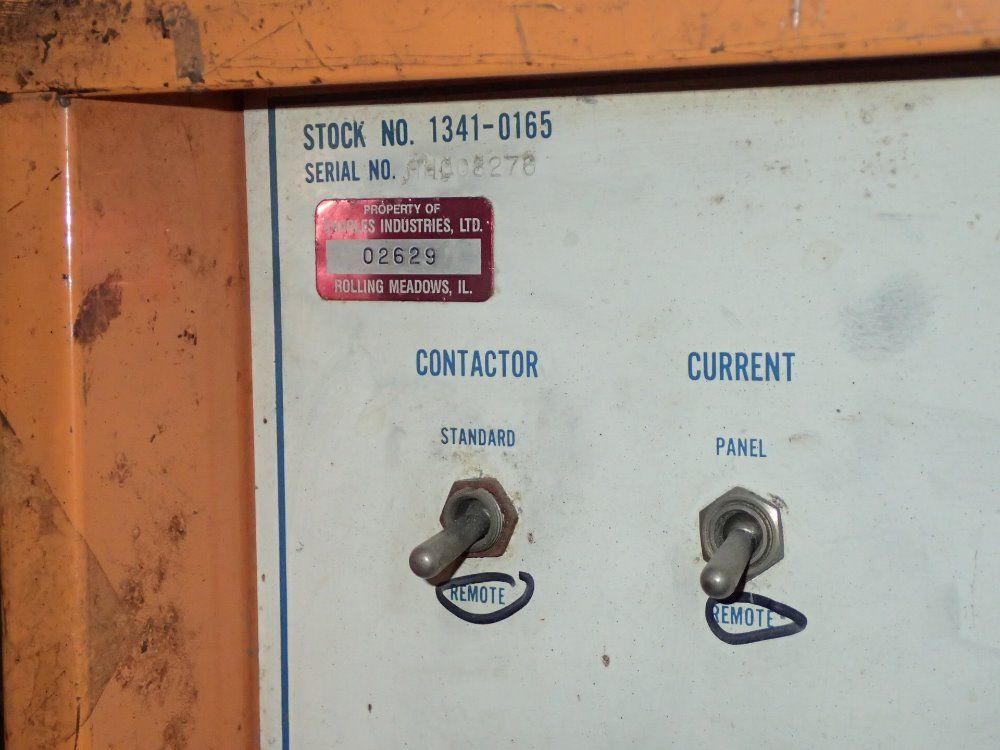 STOCK NO. 1341-0165
SERIAL NO.
PROPERTY OF
INDUSTRIES, LTD.
02629
ROLLING MEADOWS, IL.
CONTACTOR
CURRENT
STANDARD
PANEL
REMOTE
REMOTE